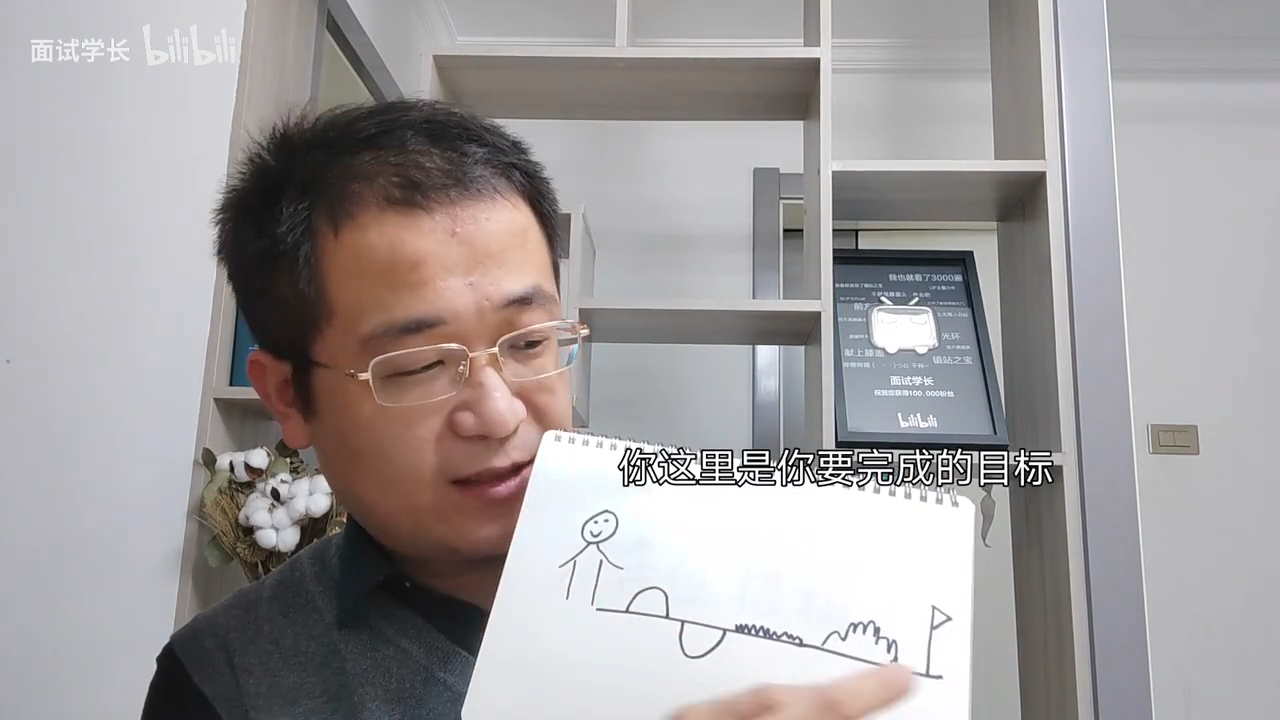 面试学长 bilibili
我也就看了3000遍
前方
光环
献上膝盖
镇站之宝
面试学长
祝贺您获得100,000粉丝
bilibili
你这里是你要完成的目标